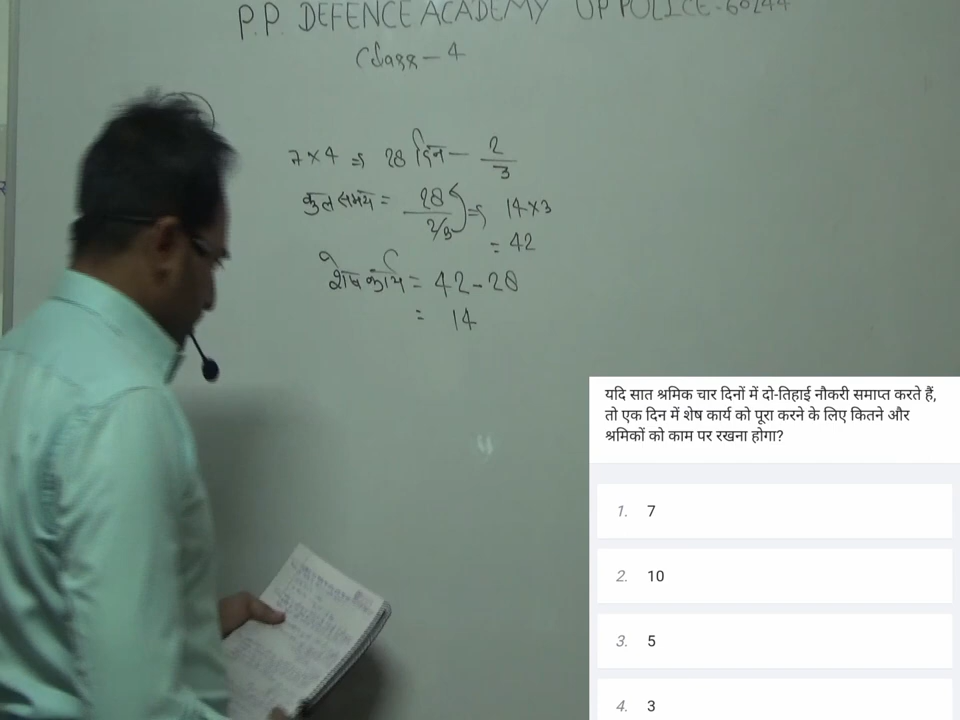 P.P. DEFENCE ACADEMY UP POLICE-60244
Class-4
7×4 ⇒ 28 दिन - 2/3
कुल समय = 28/2/3 ⇒ 14×3
= 42
शेष कार्य = 42-28
= 14
यदि सात श्रमिक चार दिनों में दो-तिहाई नौकरी समाप्त करते हैं,
तो एक दिन में शेष कार्य को पूरा करने के लिए कितने और
श्रमिकों को काम पर रखना होगा?
1. 7
2. 10
3. 5
4. 3